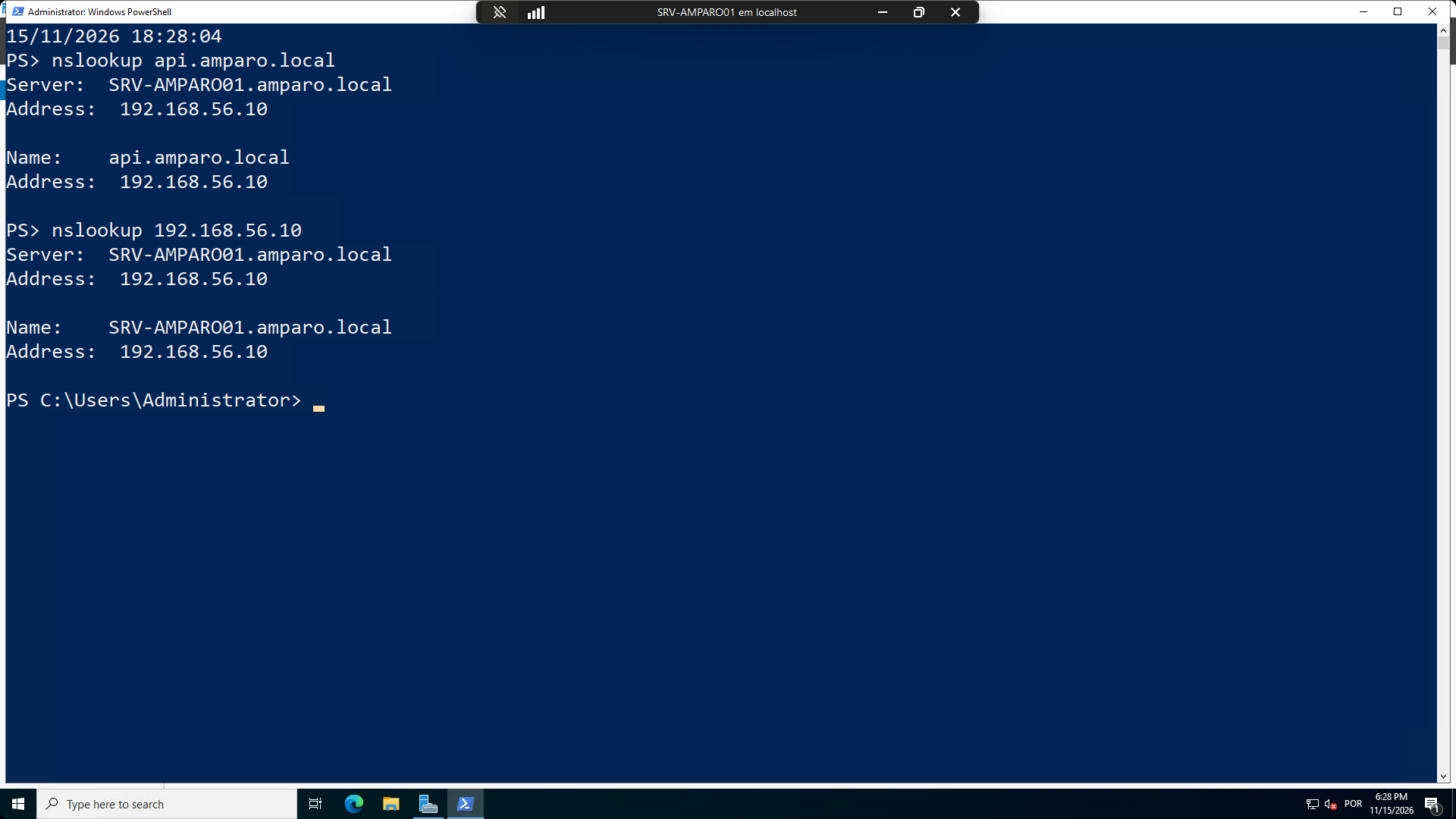 Administrator: Windows PowerShell
SRV-AMPARO01 em localhost
15/11/2026 18:28:04
PS> nslookup api.amparo.local
Server:  SRV-AMPARO01.amparo.local
Address:  192.168.56.10
Name:    api.amparo.local
Address:  192.168.56.10
PS> nslookup 192.168.56.10
Server:  SRV-AMPARO01.amparo.local
Address:  192.168.56.10
Name:    SRV-AMPARO01.amparo.local
Address:  192.168.56.10
PS C:\Users\Administrator>
Type here to search
POR
6:28 PM
11/15/2026
1